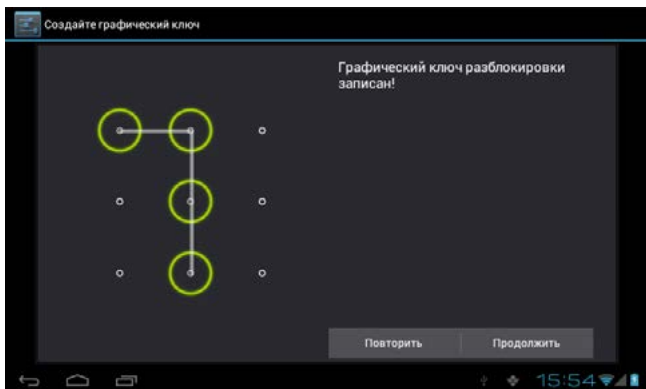 Создайте графический ключ
Графический ключ разблокировки
записан!
Повторить
Продолжить
15:54